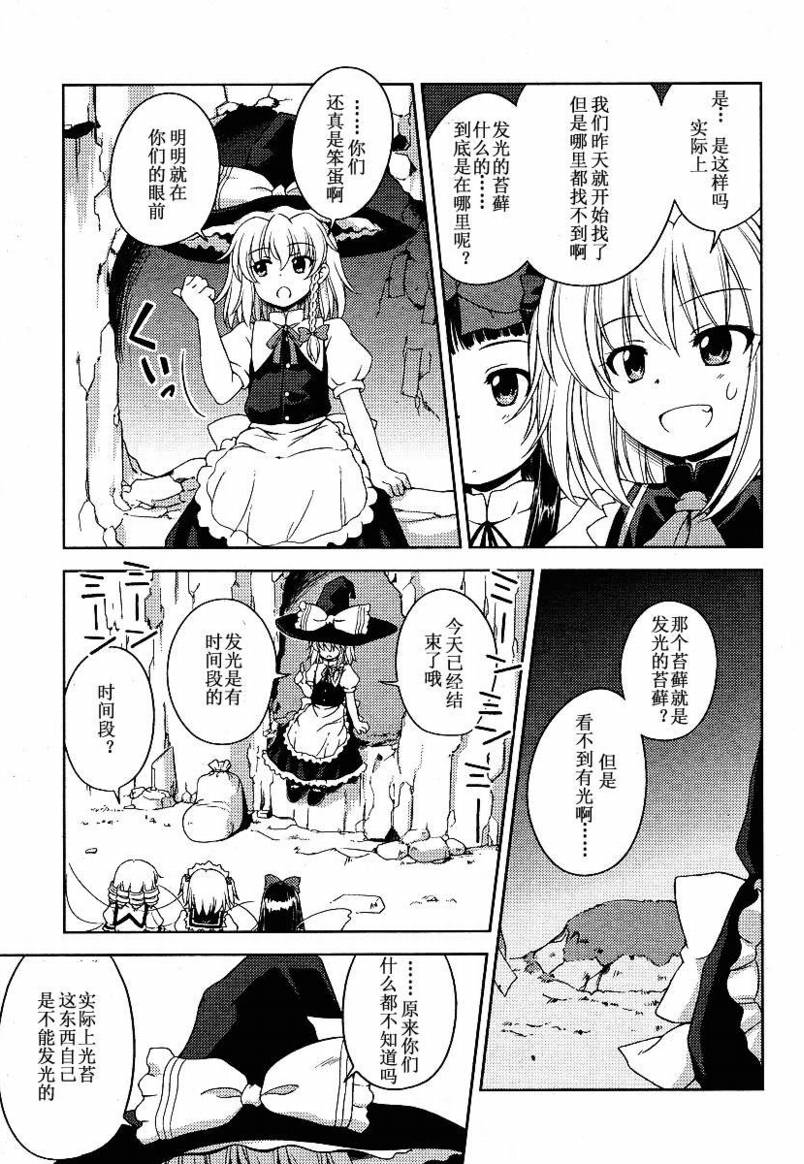 是… 是这样吗
实际上
我们昨天就开始找了
但是哪里都找不到啊
发光的苔藓
什么的……
到底是在哪里呢？
……你们
还真是笨蛋啊
明明就在
你们的眼前
くいっ
那个苔藓就是
发光的苔藓？
但是
看不到有光啊……
今天已经结
束了哦
发光是有
时间段的
时间段？
……原来你们
什么都不知道吗
实际上光苔
这东西自己
是不能发光的